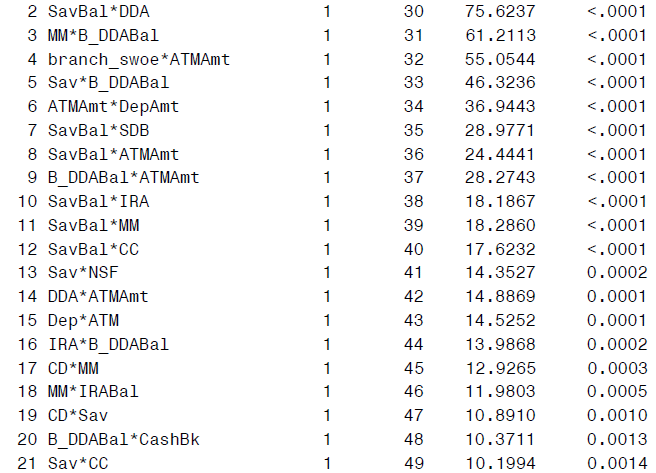 2 SavBal*DDA 1 30 75.6237 <.0001
3 MM*B_DDABal 1 31 61.2113 <.0001
4 branch_swoe*ATMAmt 1 32 55.0544 <.0001
5 Sav*B_DDABal 1 33 46.3236 <.0001
6 ATMAmt*DepAmt 1 34 36.9443 <.0001
7 SavBal*SDB 1 35 28.9771 <.0001
8 SavBal*ATMAmt 1 36 24.4441 <.0001
9 B_DDABal*ATMAmt 1 37 28.2743 <.0001
10 SavBal*IRA 1 38 18.1867 <.0001
11 SavBal*MM 1 39 18.2860 <.0001
12 SavBal*CC 1 40 17.6232 <.0001
13 Sav*NSF 1 41 14.3527 0.0002
14 DDA*ATMAmt 1 42 14.8869 0.0001
15 Dep*ATM 1 43 14.5252 0.0001
16 IRA*B_DDABal 1 44 13.9868 0.0002
17 CD*MM 1 45 12.9265 0.0003
18 MM*IRABal 1 46 11.9803 0.0005
19 CD*Sav 1 47 10.8910 0.0010
20 B_DDABal*CashBk 1 48 10.3711 0.0013
21 Sav*CC 1 49 10.1994 0.0014